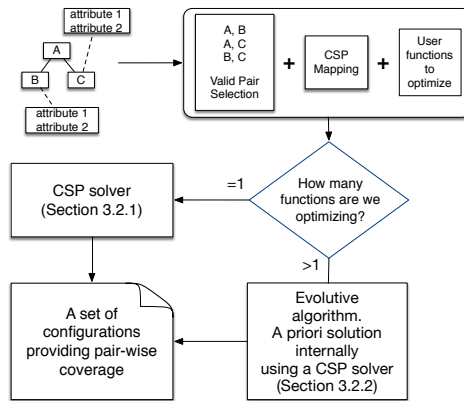 attribute 1
attribute 2
A
B
C
attribute 1
attribute 2
A, B
A, C
B, C
Valid Pair
Selection
+
CSP
Mapping
+
User
functions
to
optimize
How many
functions are we
optimizing?
=1
>1
CSP solver
(Section 3.2.1)
A set of
configurations
providing pair-wise
coverage
Evolutive
algorithm.
A priori solution
internally
using a CSP solver
(Section 3.2.2)